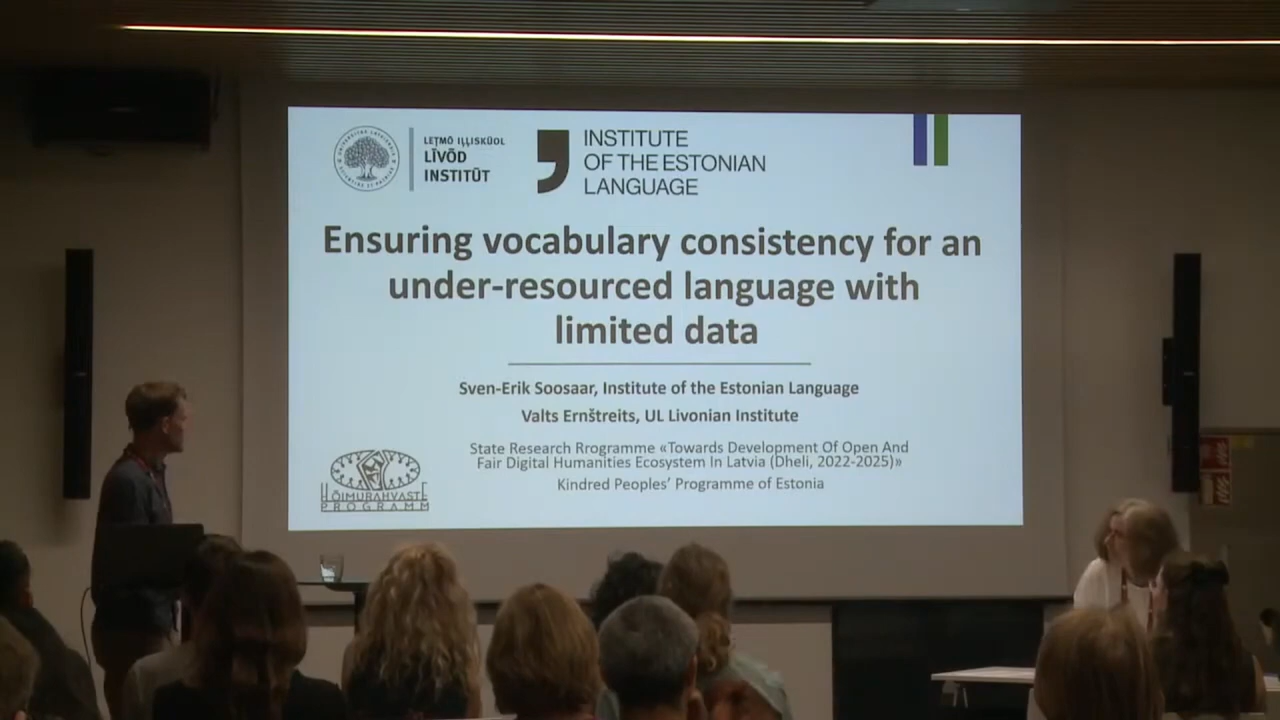 LETMÕ IĻĻISKŪOL
LĪVÕD
INSTITŪT
INSTITUTE
OF THE ESTONIAN
LANGUAGE
Ensuring vocabulary consistency for an
under-resourced language with
limited data
Sven-Erik Soosaar, Institute of the Estonian Language
Valts Ernštreits, UL Livonian Institute
State Research Rrogramme «Towards Development Of Open And
Fair Digital Humanities Ecosystem In Latvia (Dheli, 2022-2025)»
Kindred Peoples' Programme of Estonia
HÕIMURAHVASTE
PROGRAMM